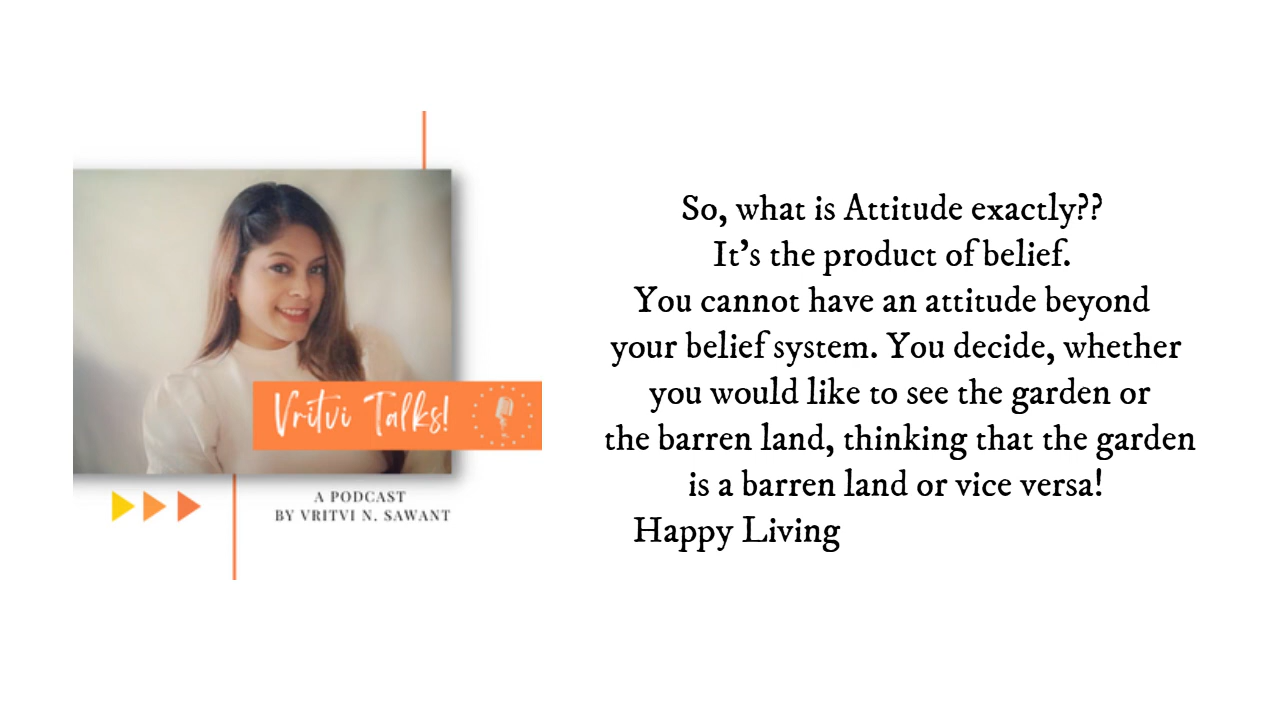 Vritvi Talks!
A PODCAST
BY VRITVI N. SAWANT
So, what is Attitude exactly??
It's the product of belief.
You cannot have an attitude beyond
your belief system. You decide, whether
you would like to see the garden or
the barren land, thinking that the garden
is a barren land or vice versa!
Happy Living